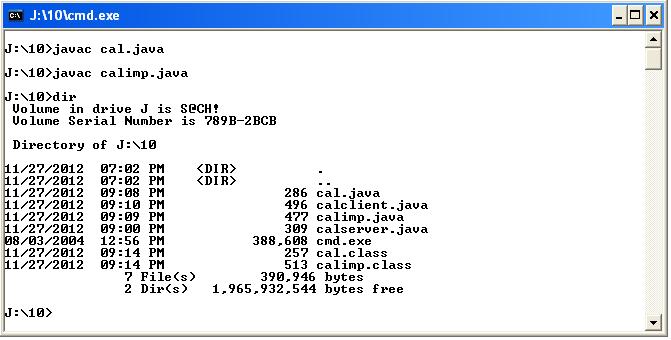 J:\10\cmd.exe
J:\10>javac cal.java
J:\10>javac calimp.java
J:\10>dir
Volume in drive J is S@CH!
Volume Serial Number is 789B-2BCB
Directory of J:\10
11/27/2012 07:02 PM <DIR> .
11/27/2012 07:02 PM <DIR> ..
11/27/2012 09:08 PM 286 cal.java
11/27/2012 09:10 PM 496 calclient.java
11/27/2012 09:09 PM 477 calimp.java
11/27/2012 09:00 PM 309 calserver.java
08/03/2004 12:56 PM 388,608 cmd.exe
11/27/2012 09:14 PM 257 cal.class
11/27/2012 09:14 PM 513 calimp.class
7 File(s) 390,946 bytes
2 Dir(s) 1,965,932,544 bytes free
J:\10>